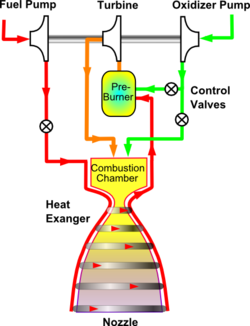 Fuel Pump Turbine Oxidizer Pump
Pre-
Burner
Control
Valves
Combustion
Chamber
Heat
Exanger
Nozzle